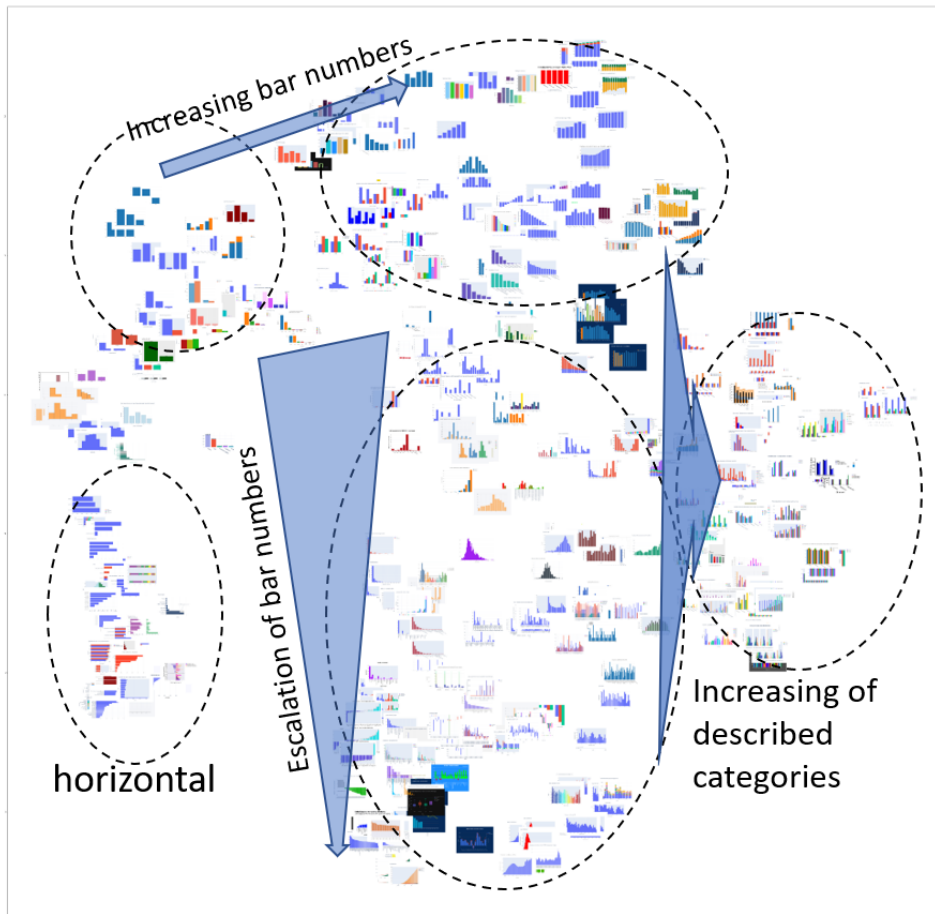 Increasing bar numbers
Escalation of bar numbers
horizontal
Increasing of
described
categories